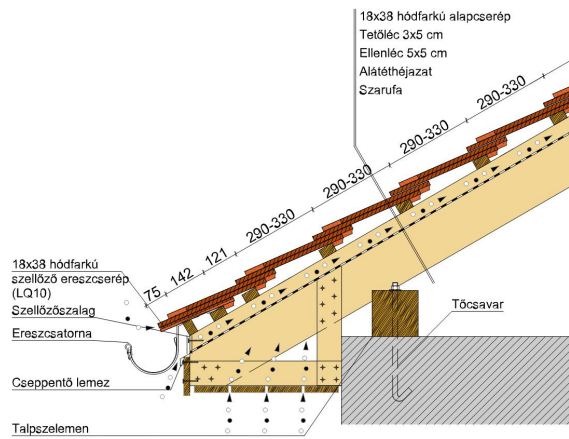 18x38 hódfarkú alapcserép
Tetőléc 3x5 cm
Ellenléc 5x5 cm
Alátéthéjazat
Szarufa
290-330
290-330
290-330
290-330
290-330
121
142
75
18x38 hódfarkú
szellőző ereszcserép
(LQ10)
Szellőzőszalag
Ereszcsatorna
Cseppentő lemez
Talpszelemen
Tőcsavar